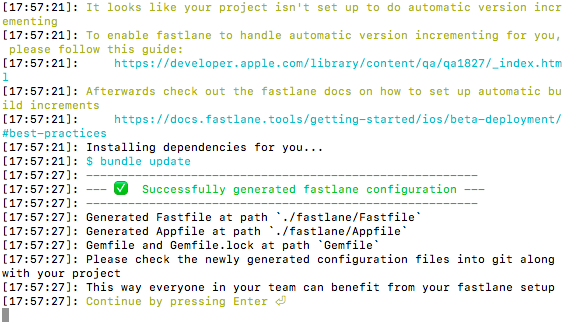 [17:57:21]: It looks like your project isn't set up to do automatic version incr
ementing
[17:57:21]: To enable fastlane to handle automatic version incrementing for you,
 please follow this guide:
[17:57:21]:     https://developer.apple.com/library/content/qa/qa1827/_index.htm
l
[17:57:21]: Afterwards check out the fastlane docs on how to set up automatic bu
ild increments
[17:57:21]:     https://docs.fastlane.tools/getting-started/ios/beta-deployment/
#best-practices
[17:57:21]: Installing dependencies for you...
[17:57:21]: $ bundle update
[17:57:27]: --------------------------------------------------------
[17:57:27]: --- ✅  Successfully generated fastlane configuration ---
[17:57:27]: --------------------------------------------------------
[17:57:27]: Generated Fastfile at path `./fastlane/Fastfile`
[17:57:27]: Generated Appfile at path `./fastlane/Appfile`
[17:57:27]: Gemfile and Gemfile.lock at path `Gemfile`
[17:57:27]: Please check the newly generated configuration files into git along
with your project
[17:57:27]: This way everyone in your team can benefit from your fastlane setup
[17:57:27]: Continue by pressing Enter ⏎